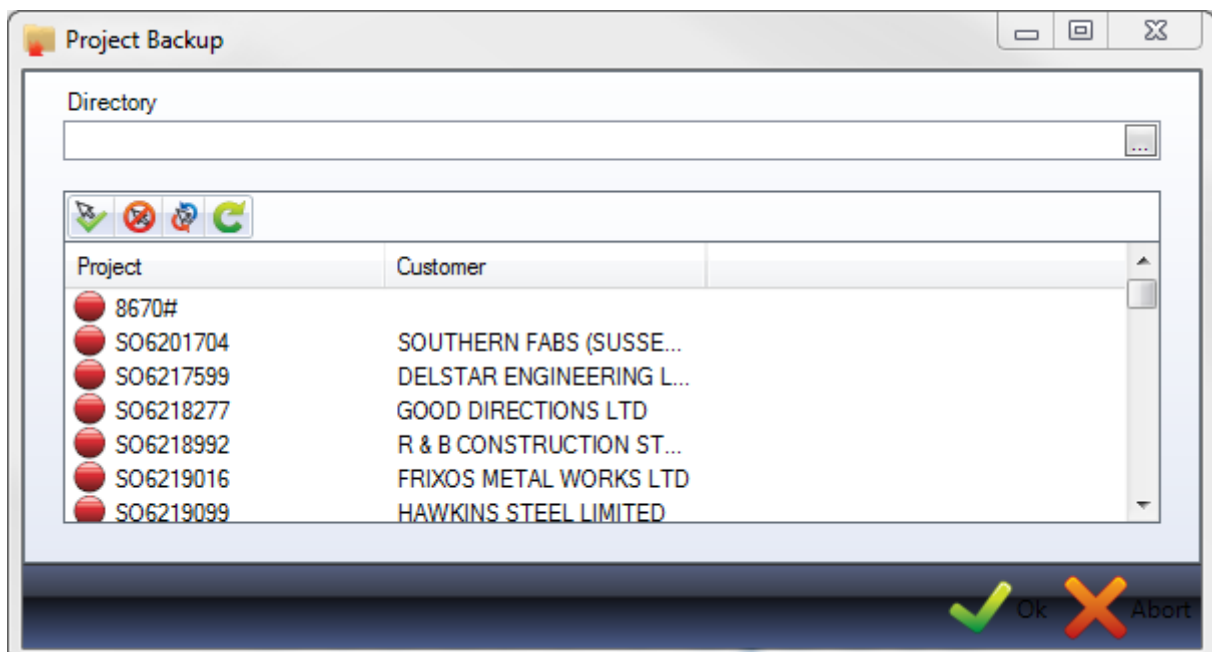 Project Backup
Directory
...
Project Customer
8670#
SO6201704 SOUTHERN FABS (SUSSE...
SO6217599 DELSTAR ENGINEERING L...
SO6218277 GOOD DIRECTIONS LTD
SO6218992 R & B CONSTRUCTION ST...
SO6219016 FRIXOS METAL WORKS LTD
SO6219099 HAWKINS STEEL LIMITED
Ok Abort